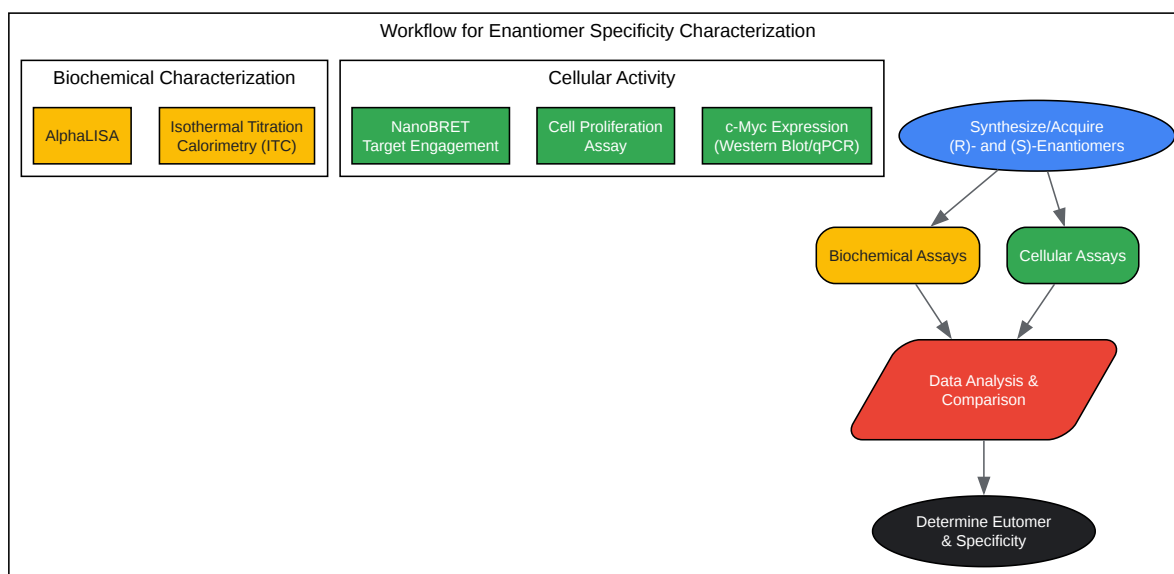 Workflow for Enantiomer Specificity Characterization
Biochemical Characterization
AlphaLISA
Isothermal Titration
Calorimetry (ITC)
Cellular Activity
NanoBRET
Target Engagement
Cell Proliferation
Assay
c-Myc Expression
(Western Blot/qPCR)
Synthesize/Acquire
(R)- and (S)-Enantiomers
Biochemical Assays
Cellular Assays
Data Analysis &
Comparison
Determine Eutomer
& Specificity